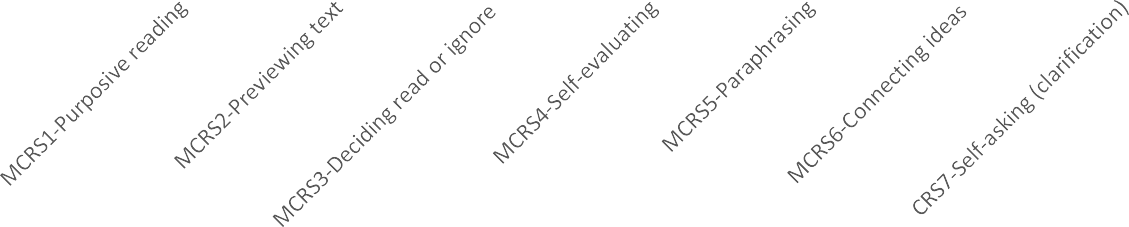 MCRS1-Purposive reading
MCRS2-Previewing text
MCRS3-Deciding read or ignore
MCRS4-Self-evaluating
MCRS5-Paraphrasing
MCRS6-Connecting ideas
CRS7-Self-asking (clarification)